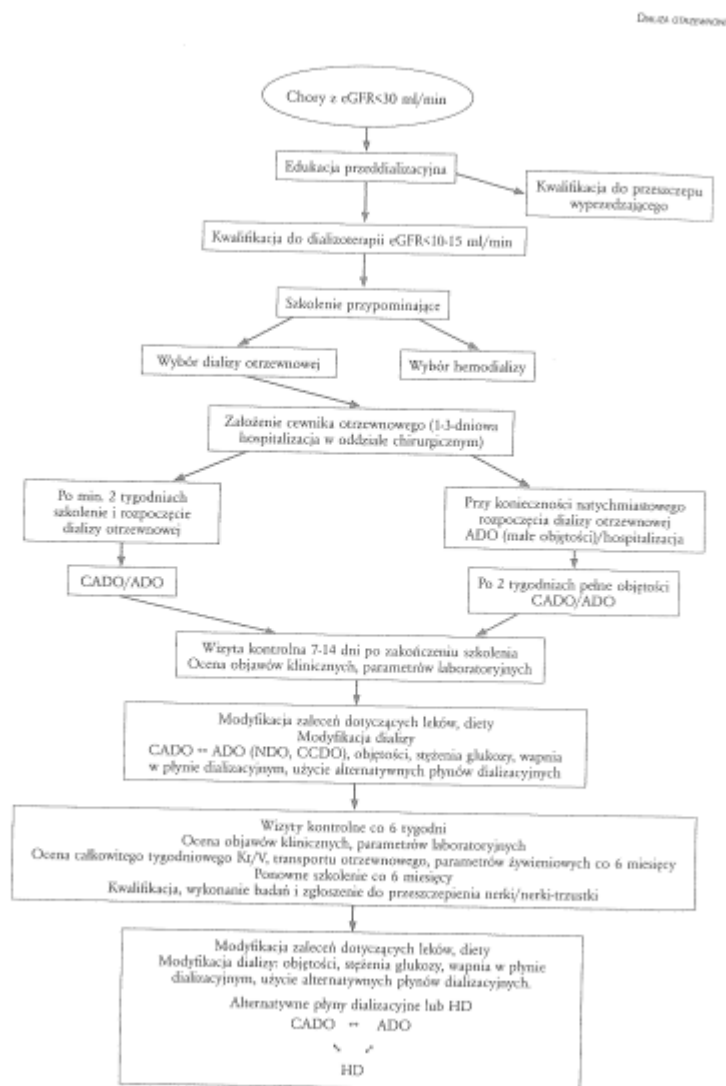 DIALIZA OTRZEWNOWA
Chory z eGFR<30 ml/min
Edukacja przeddializacyjna
Kwalifikacja do przeszczepu
wyprzedzającego
Kwalifikacja do dializoterapii eGFR<10-15 ml/min
Szkolenie przypominające
Wybór dializy otrzewnowej
Wybór hemodializy
Założenie cewnika otrzewnowego (1-3-dniowa
hospitalizacja w oddziale chirurgicznym)
Po min. 2 tygodniach
szkolenie i rozpoczęcie
dializy otrzewnowej
Przy konieczności natychmiastowego
rozpoczęcia dializy otrzewnowej
ADO (małe objętości)/hospitalizacja
CADO/ADO
Po 2 tygodniach pełne objętości
CADO/ADO
Wizyta kontrolna 7-14 dni po zakończeniu szkolenia
Ocena objawów klinicznych, parametrów laboratoryjnych
Modyfikacja zaleceń dotyczących leków, diety
Modyfikacja dializy
CADO ↔ ADO (NDO, CCDO), objętości, stężenia glukozy, wapnia
w płynie dializacyjnym, użycie alternatywnych płynów dializacyjnych
Wizyty kontrolne co 6 tygodni
Ocena objawów klinicznych, parametrów laboratoryjnych
Ocena całkowitego tygodniowego Kt/V, transportu otrzewnowego, parametrów żywieniowych co 6 miesięcy
Ponowne szkolenie co 6 miesięcy
Kwalifikacja, wykonanie badań i zgłoszenie do przeszczepienia nerki/nerki-trzustki
Modyfikacja zaleceń dotyczących leków, diety
Modyfikacja dializy: objętości, stężenia glukozy, wapnia w płynie
dializacyjnym, użycie alternatywnych płynów dializacyjnych.
Alternatywne płyny dializacyjne lub HD
CADO ↔ ADO
HD